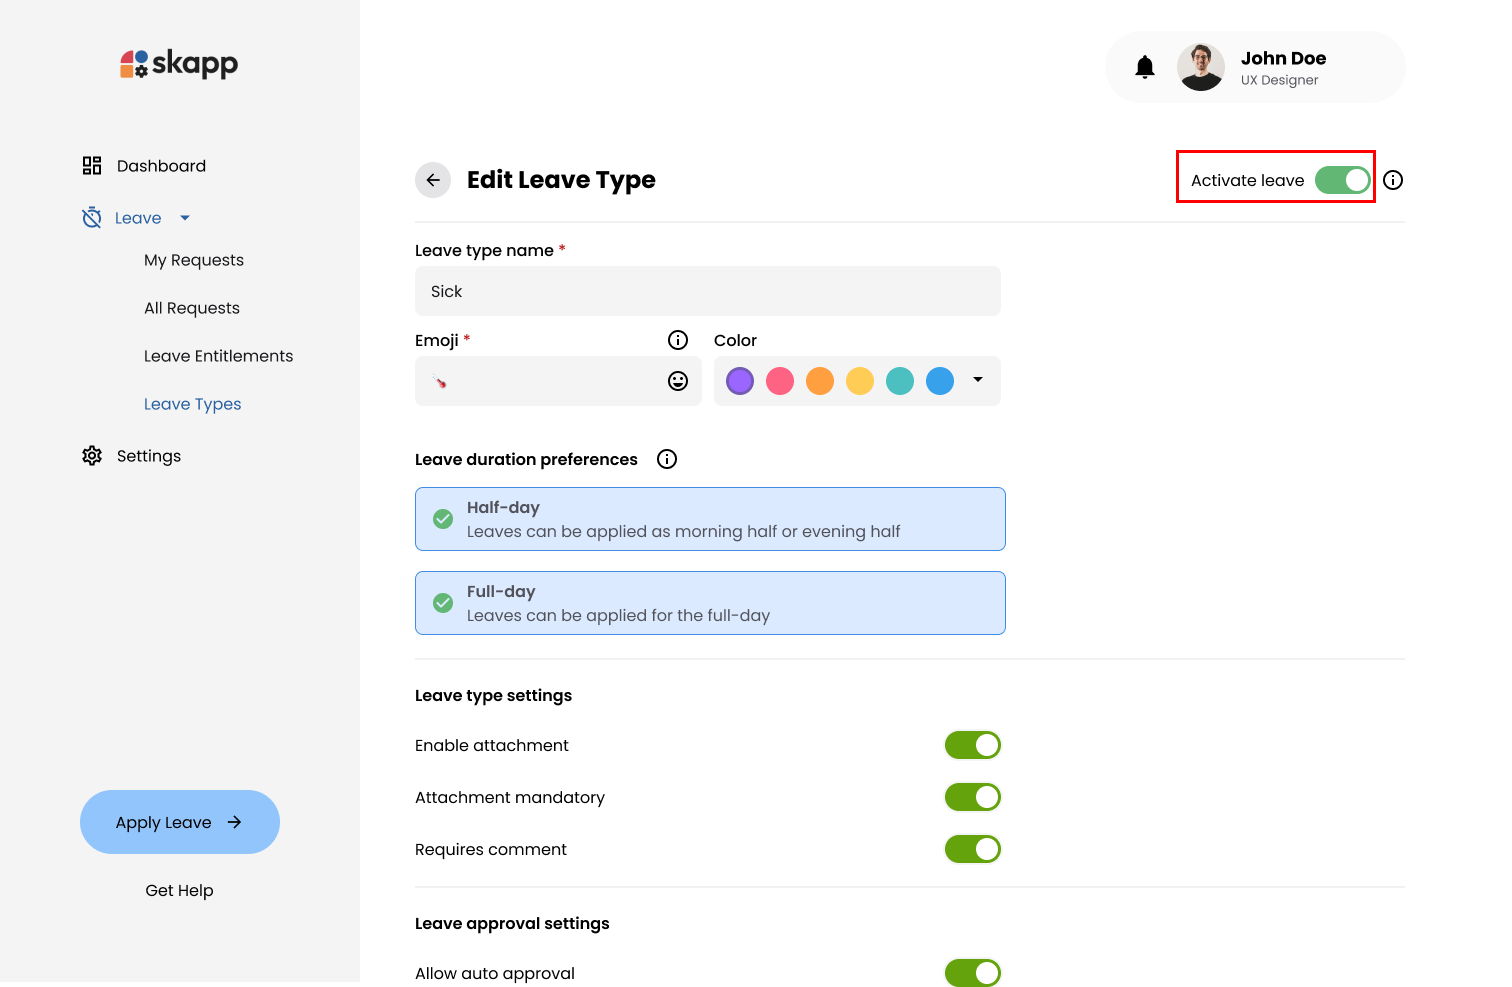 skapp
John Doe
UX Designer
Dashboard
Leave
My Requests
All Requests
Leave Entitlements
Leave Types
Settings
Apply Leave
Get Help
Edit Leave Type
Activate leave
Leave type name *
Sick
Emoji *
Color
Leave duration preferences
Half-day
Leaves can be applied as morning half or evening half
Full-day
Leaves can be applied for the full-day
Leave type settings
Enable attachment
Attachment mandatory
Requires comment
Leave approval settings
Allow auto approval